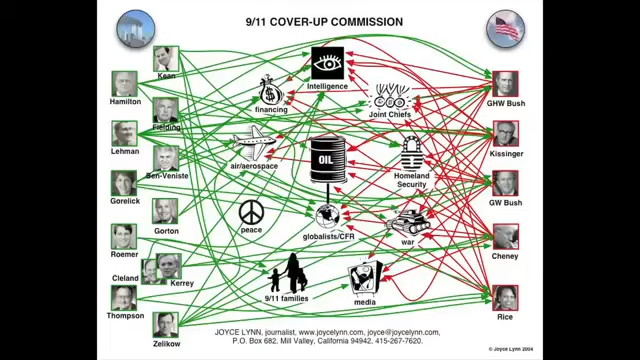 9/11 COVER-UP COMMISSION
Kean
Hamilton
Fielding
Lehman
Ben-Veniste
Gorelick
Gorton
Roemer
Cleland
Kerrey
Thompson
Zelikow
Intelligence
financing
CEO
Joint Chiefs
air/aerospace
OIL
Homeland
Security
peace
globalists/CFR
war
9/11 families
media
GHW Bush
Kissinger
GW Bush
Cheney
Rice
JOYCE LYNN, journalist, www.joycelynn.com, joyce@joycelynn.com,
P.O. Box 682, Mill Valley, California 94942, 415-267-7620.
© Joyce Lynn 2004